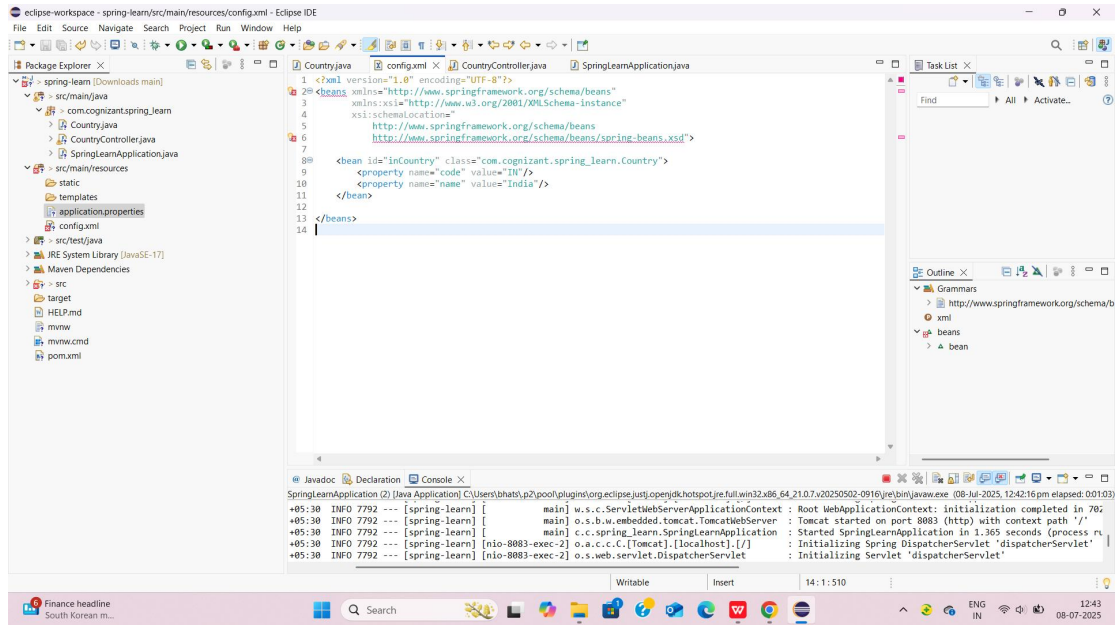 eclipse-workspace - spring-learn/src/main/resources/config.xml - Eclipse IDE
File Edit Source Navigate Search Project Run Window Help
Package Explorer
> spring-learn [Downloads main]
> src/main/java
> com.cognizant.spring_learn
> Country.java
> CountryController.java
> SpringLearnApplication.java
> src/main/resources
static
templates
application.properties
config.xml
> src/test/java
JRE System Library [JavaSE-17]
Maven Dependencies
> src
target
HELP.md
mvnw
mvnw.cmd
pom.xml
Country.java config.xml CountryController.java SpringLearnApplication.java
1 <?xml version="1.0" encoding="UTF-8"?>
2 <beans xmlns="http://www.springframework.org/schema/beans"
3 xmlns:xsi="http://www.w3.org/2001/XMLSchema-instance"
4 xsi:schemaLocation="
5 http://www.springframework.org/schema/beans
6 http://www.springframework.org/schema/beans/spring-beans.xsd">
7
8 <bean id="inCountry" class="com.cognizant.spring_learn.Country">
9 <property name="code" value="IN"/>
10 <property name="name" value="India"/>
11 </bean>
12
13 </beans>
14
Task List
Find All Activate...
Outline
Grammars
http://www.springframework.org/schema/b
xml
beans
bean
Javadoc Declaration Console
SpringLearnApplication (2) [Java Application] C:\Users\bhats\.p2\pool\plugins\org.eclipse.justj.openjdk.hotspot.jre.full.win32.x86_64_21.0.7.v20250502-0916\jre\bin\javaw.exe (08-Jul-2025, 12:42:16 pm elapsed: 0:01:03)
+05:30 INFO 7792 --- [spring-learn] [ main] w.s.c.ServletWebServerApplicationContext : Root WebApplicationContext: initialization completed in 702
+05:30 INFO 7792 --- [spring-learn] [ main] o.s.b.w.embedded.tomcat.TomcatWebServer : Tomcat started on port 8083 (http) with context path '/'
+05:30 INFO 7792 --- [spring-learn] [ main] c.c.spring_learn.SpringLearnApplication : Started SpringLearnApplication in 1.365 seconds (process ru
+05:30 INFO 7792 --- [spring-learn] [nio-8083-exec-2] o.a.c.c.C.[Tomcat].[localhost].[/] : Initializing Spring DispatcherServlet 'dispatcherServlet'
+05:30 INFO 7792 --- [spring-learn] [nio-8083-exec-2] o.s.web.servlet.DispatcherServlet : Initializing Servlet 'dispatcherServlet'
Writable Insert 14 : 1 : 510
6
Finance headline
South Korean m...
Search
ENG
IN
12:43
08-07-2025